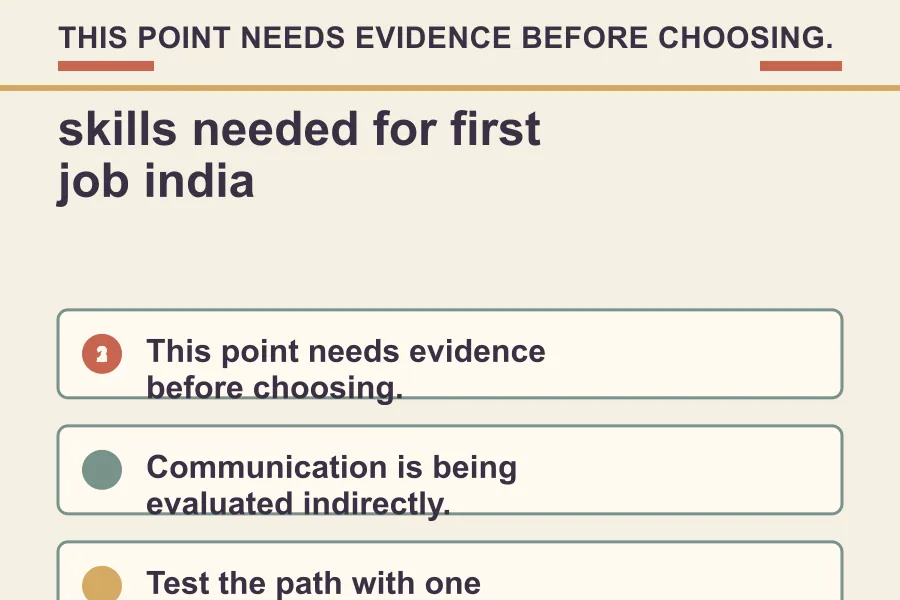 THIS POINT NEEDS EVIDENCE BEFORE CHOOSING.
skills needed for first
job india
This point needs evidence
before choosing.
Communication is being
evaluated indirectly.
Test the path with one